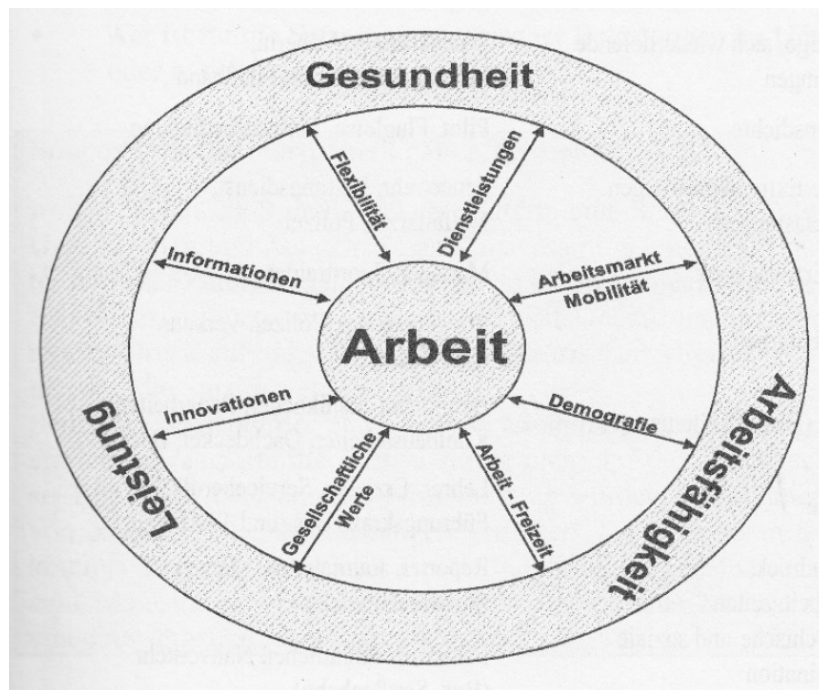 Gesundheit
Flexibilität
Dienstleistungen
Informationen
Arbeitsmarkt
Mobilität
Arbeit
Innovationen
Demografie
Gesellschaftliche
Werte
Arbeit - Freizeit
Leistung
Arbeitsfähigkeit